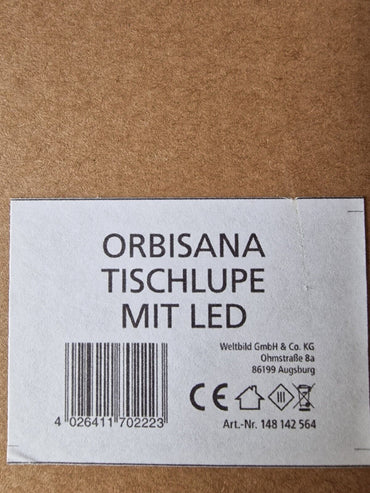 ORBISANA
TISCHLUPE
MIT LED
Weltbild GmbH & Co. KG
Ohmstraße 8a
86199 Augsburg
CE
III
4 026411 702223
Art.-Nr. 148 142 564